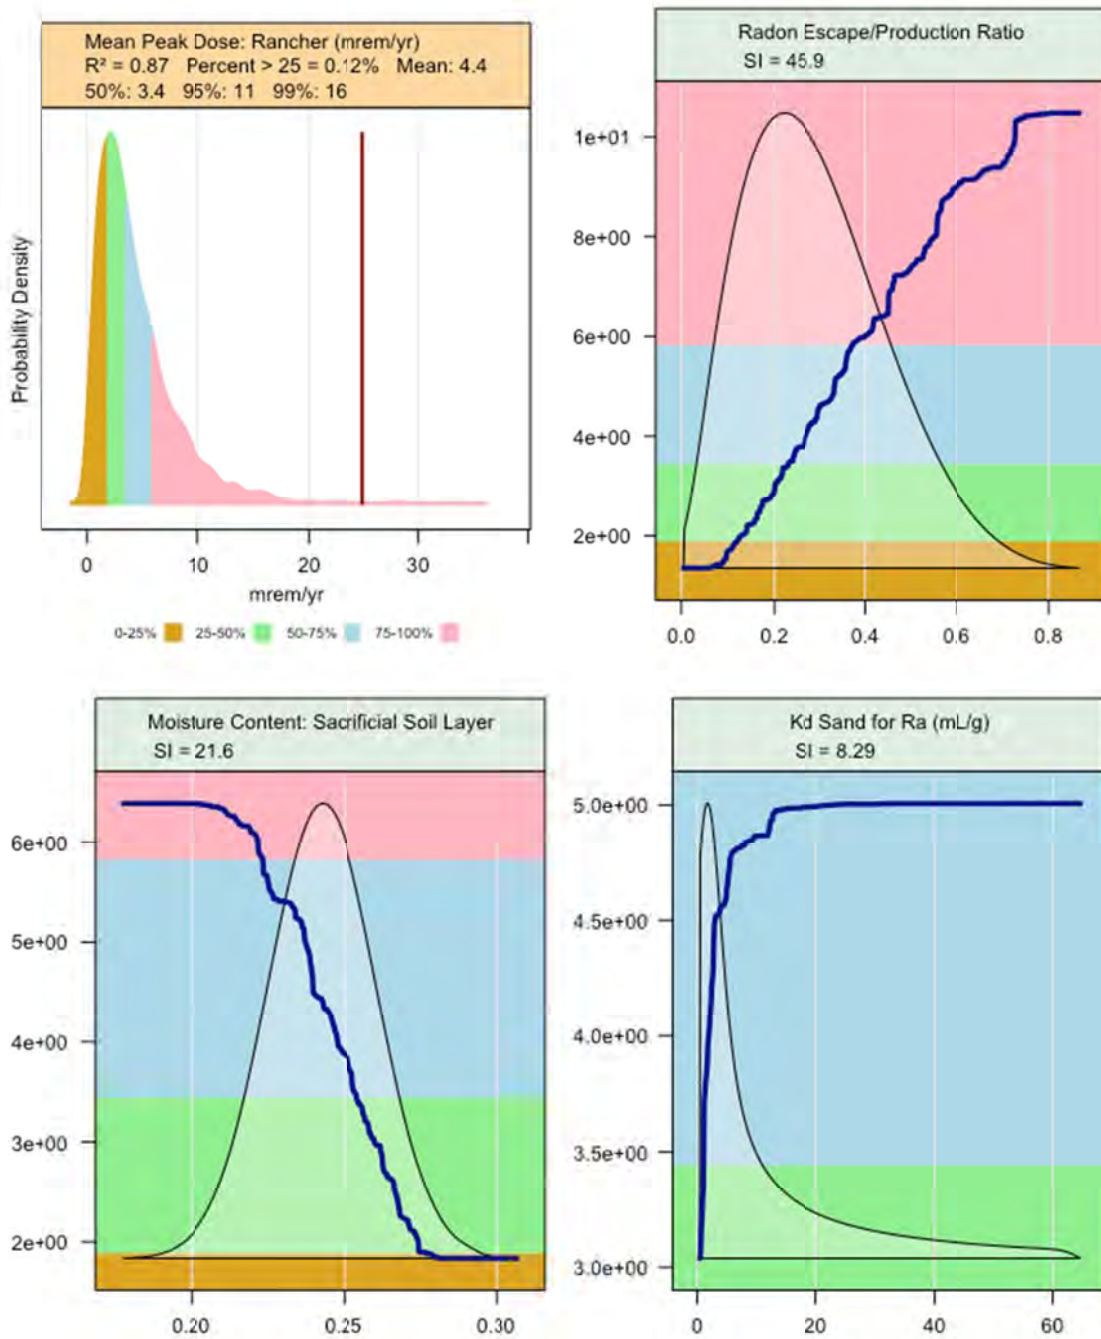 Mean Peak Dose: Rancher (mrem/yr)
R² = 0.87 Percent > 25 = 0.12% Mean: 4.4
50%: 3.4 95%: 11 99%: 16
Probability Density
0 10 20 30
mrem/yr
0-25% 25-50% 50-75% 75-100%
Radon Escape/Production Ratio
SI = 45.9
1e+01
8e+00
6e+00
4e+00
2e+00
0.0 0.2 0.4 0.6 0.8
Moisture Content: Sacrificial Soil Layer
SI = 21.6
6e+00
5e+00
4e+00
3e+00
2e+00
0.20 0.25 0.30
Kd Sand for Ra (mL/g)
SI = 8.29
5.0e+00
4.5e+00
4.0e+00
3.5e+00
3.0e+00
0 20 40 60